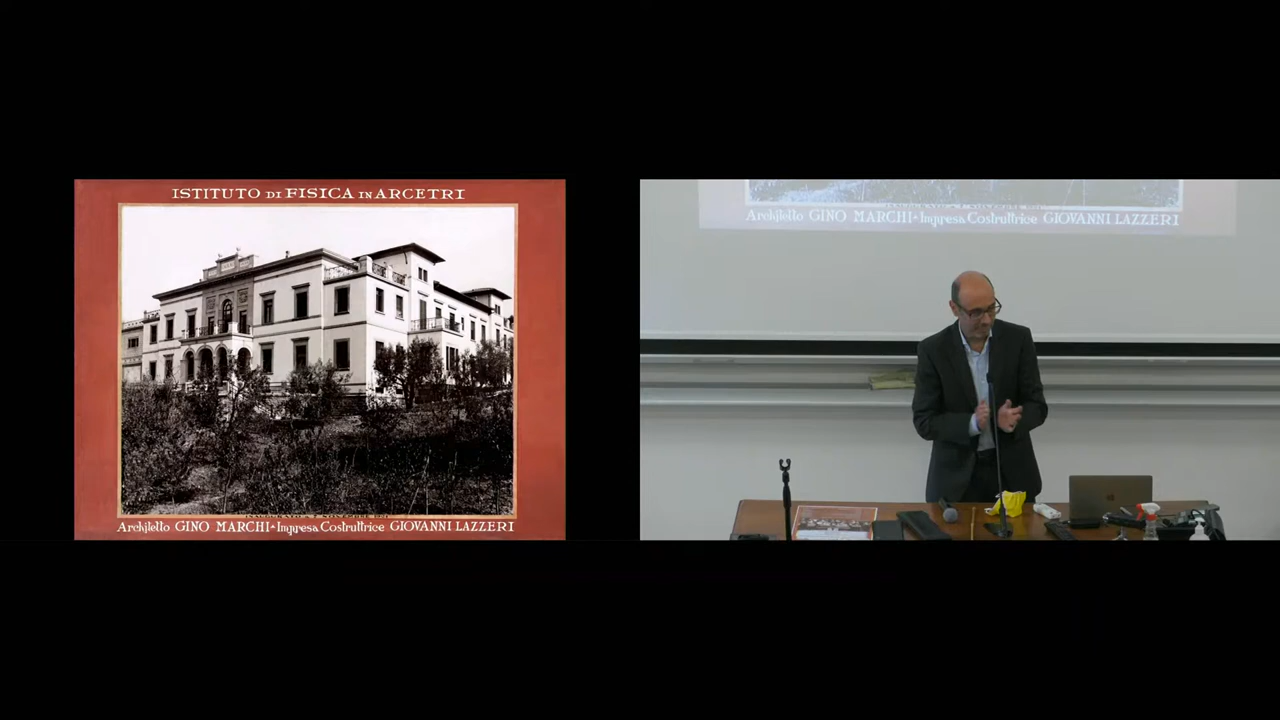 ISTITUTO DI FISICA IN ARCETRI
Architetto GINO MARCHI - Impresa Costruttrice GIOVANNI LAZZERI
Architetto GINO MARCHI - Impresa Costruttrice GIOVANNI LAZZERI